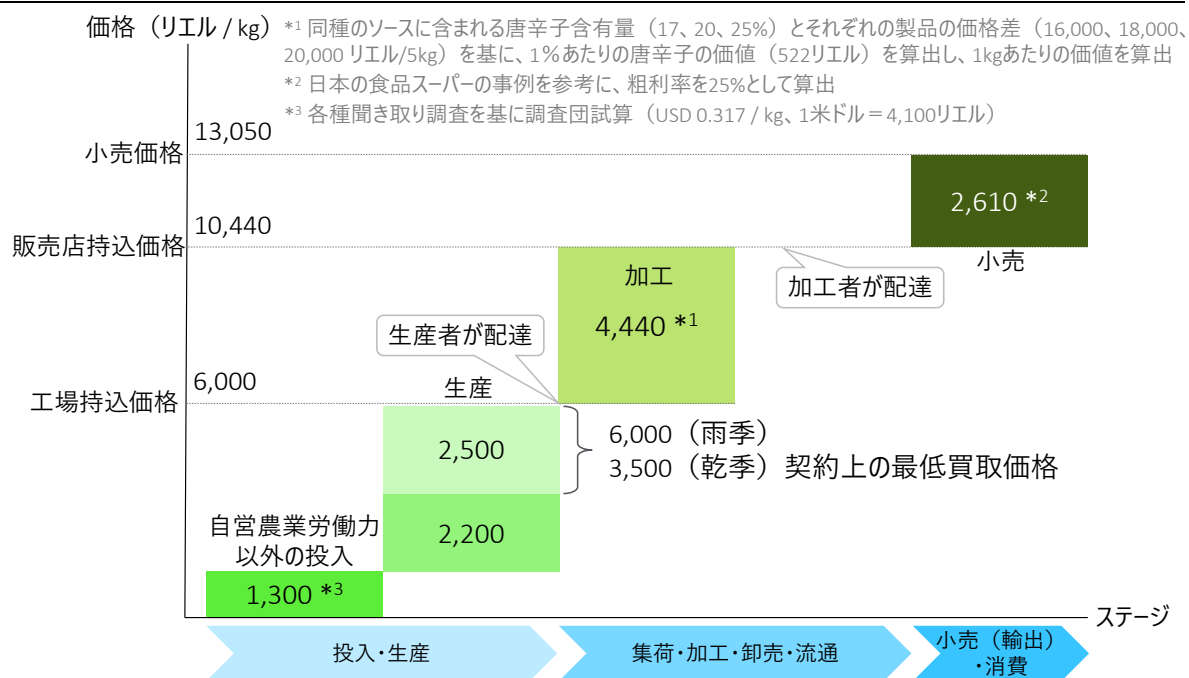 価格（リエル / kg）
*1 同種のソースに含まれる唐辛子含有量（17、20、25%）とそれぞれの製品の価格差（16,000、18,000、
20,000 リエル/5kg）を基に、1%あたりの唐辛子の価値（522リエル）を算出し、1kgあたりの価値を算出
*2 日本の食品スーパーの事例を参考に、粗利率を25%として算出
*3 各種聞き取り調査を基に調査団試算（USD 0.317 / kg、1米ドル＝4,100リエル）
13,050
小売価格
2,610 *2
10,440
販売店持込価格
小売
加工
加工者が配達
4,440 *1
生産者が配達
6,000
生産
工場持込価格
2,500
6,000（雨季）
3,500（乾季）契約上の最低買取価格
2,200
自営農業労働力
以外の投入
1,300 *3
ステージ
投入・生産
集荷・加工・卸売・流通
小売（輸出）
・消費